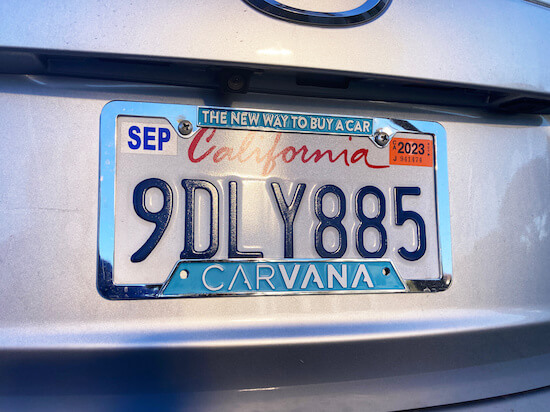 THE NEW WAY TO BUY A CAR
SEP California 2023
9DLY885
CARVANA